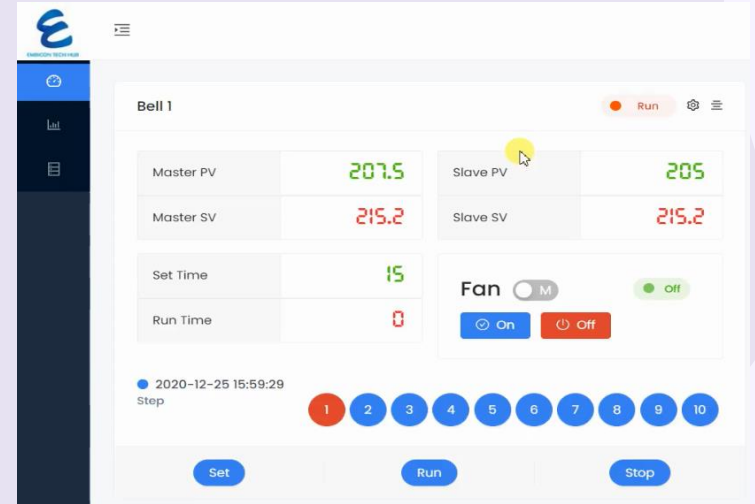 EMBICON TECH HUB
Bell 1
Run
Master PV 207.5 Slave PV 205
Master SV 215.2 Slave SV 215.2
Set Time 15
Fan M Off
Run Time 0
On Off
2020-12-25 15:59:29
Step
1 2 3 4 5 6 7 8 9 10
Set Run Stop